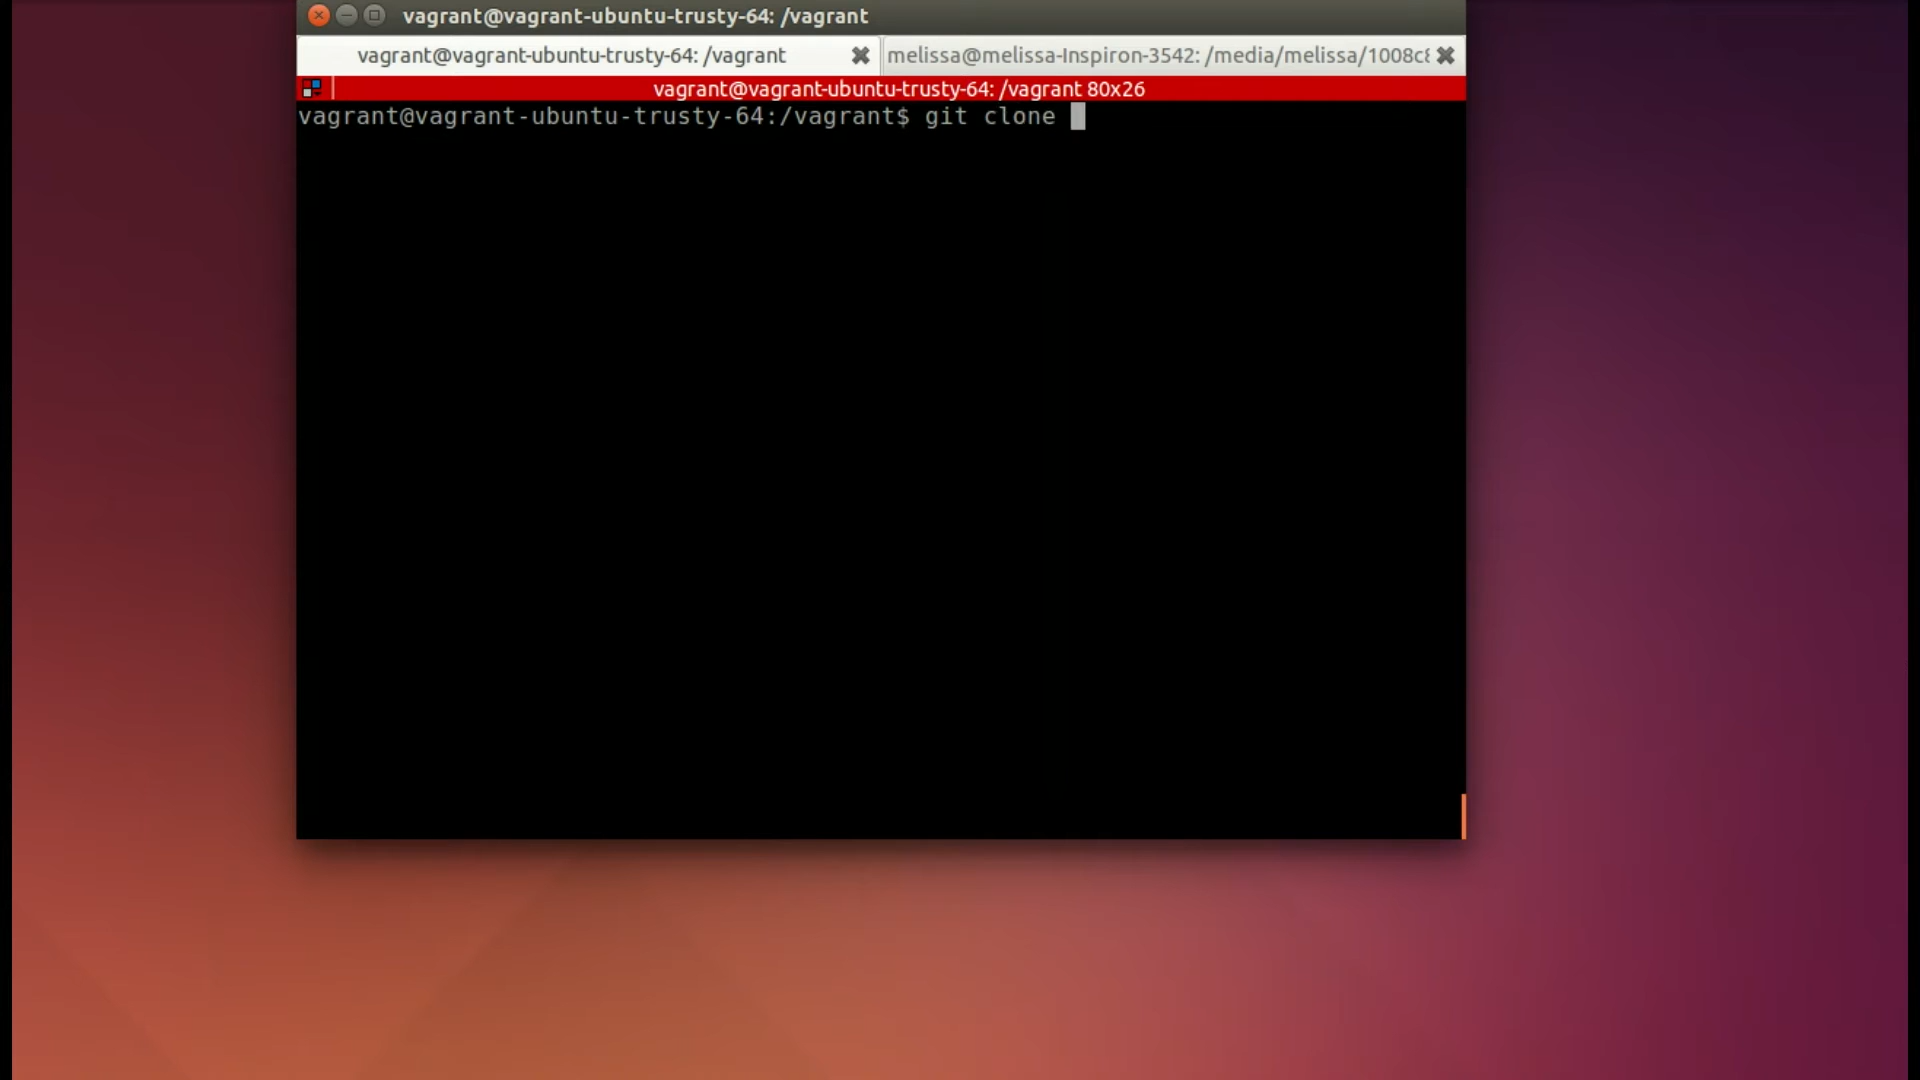 vagrant@vagrant-ubuntu-trusty-64: /vagrant
vagrant@vagrant-ubuntu-trusty-64: /vagrant
melissa@melissa-Inspiron-3542: /media/melissa/1008c
vagrant@vagrant-ubuntu-trusty-64: /vagrant 80x26
vagrant@vagrant-ubuntu-trusty-64:/vagrant$ git clone